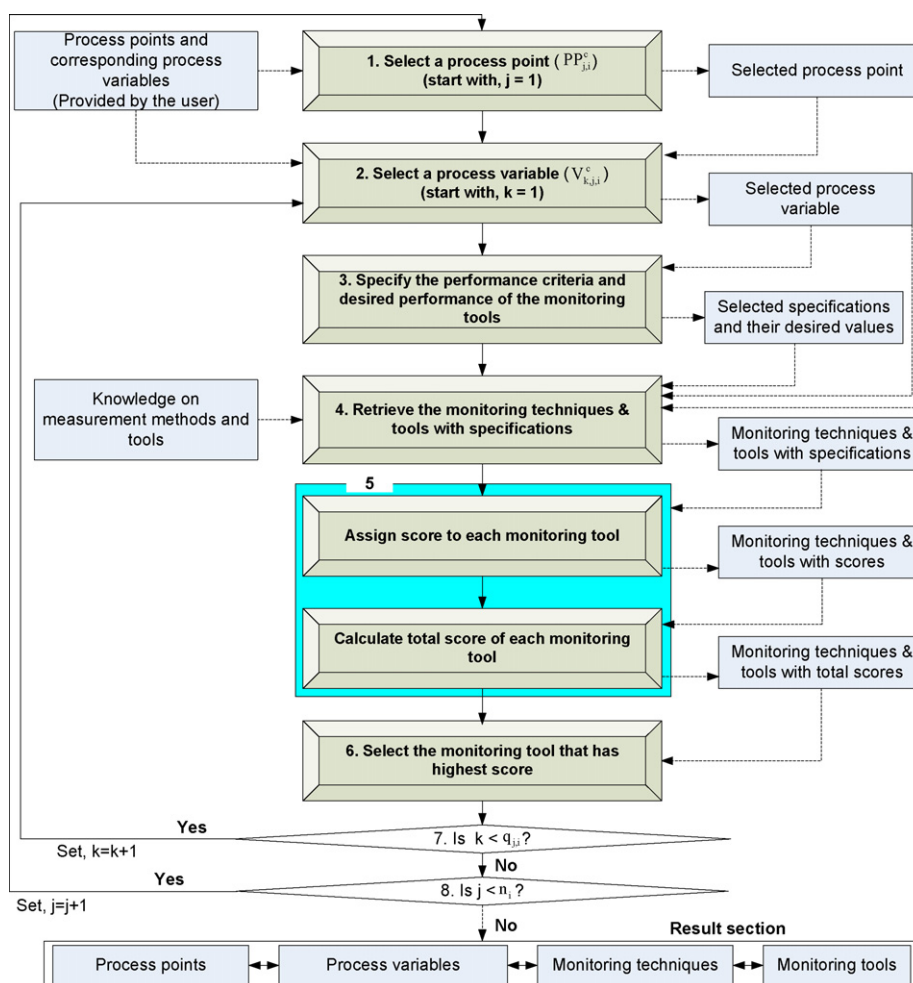 Process points and
corresponding process
variables
(Provided by the user)
1. Select a process point ( PP^c_{j,i} )
(start with, j = 1)
Selected process point
2. Select a process variable ( V^c_{k,j,i} )
(start with, k = 1)
Selected process
variable
3. Specify the performance criteria and
desired performance of the monitoring
tools
Selected specifications
and their desired values
Knowledge on
measurement methods and
tools
4. Retrieve the monitoring techniques &
tools with specifications
Monitoring techniques &
tools with specifications
5
Assign score to each monitoring tool
Monitoring techniques &
tools with scores
Calculate total score of each monitoring
tool
Monitoring techniques &
tools with total scores
6. Select the monitoring tool that has
highest score
Yes
7. Is k < q_{j,i}?
Set, k=k+1
No
Yes
8. Is j < n_i ?
Set, j=j+1
No
Result section
Process points
Process variables
Monitoring techniques
Monitoring tools